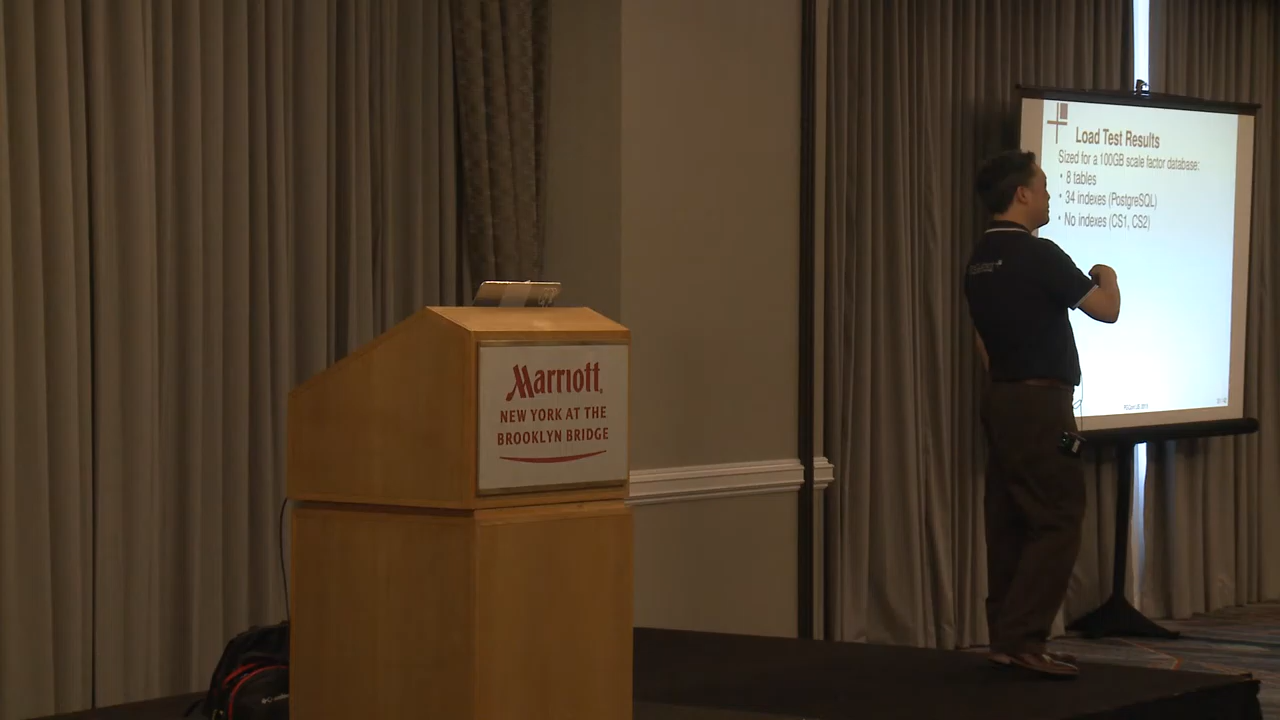 Marriott
NEW YORK AT THE
BROOKLYN BRIDGE
Load Test Results
Sized for a 100GB scale factor database:
• 8 tables
• 34 indexes (PostgreSQL)
• No indexes (CS1, CS2)